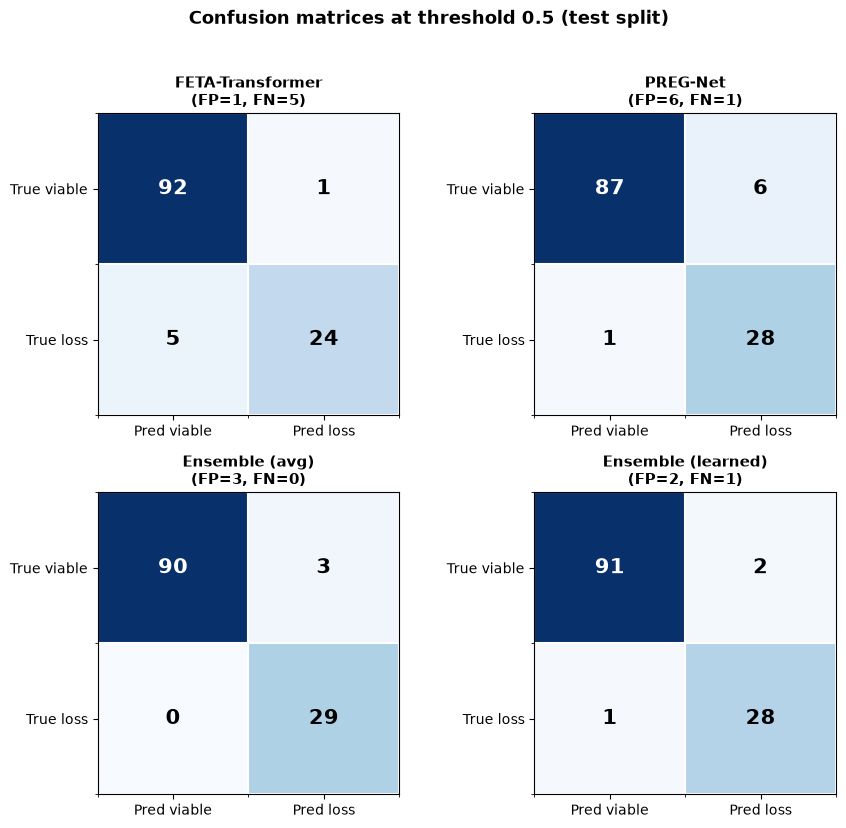 Confusion matrices at threshold 0.5 (test split)
FETA-Transformer
(FP=1, FN=5)
True viable
92
1
True loss
5
24
Pred viable
Pred loss
PREG-Net
(FP=6, FN=1)
True viable
87
6
True loss
1
28
Pred viable
Pred loss
Ensemble (avg)
(FP=3, FN=0)
True viable
90
3
True loss
0
29
Pred viable
Pred loss
Ensemble (learned)
(FP=2, FN=1)
True viable
91
2
True loss
1
28
Pred viable
Pred loss